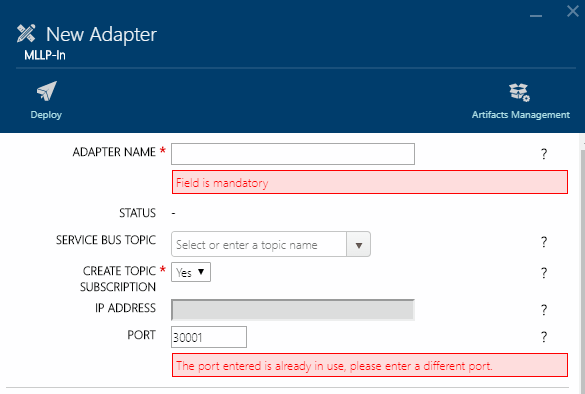 New Adapter
MLLP-In
Deploy
Artifacts Management
ADAPTER NAME * ?
Field is mandatory
STATUS -
SERVICE BUS TOPIC Select or enter a topic name ▼ ?
CREATE TOPIC * Yes ▼ ?
SUBSCRIPTION
IP ADDRESS ?
PORT 30001 ?
The port entered is already in use, please enter a different port.